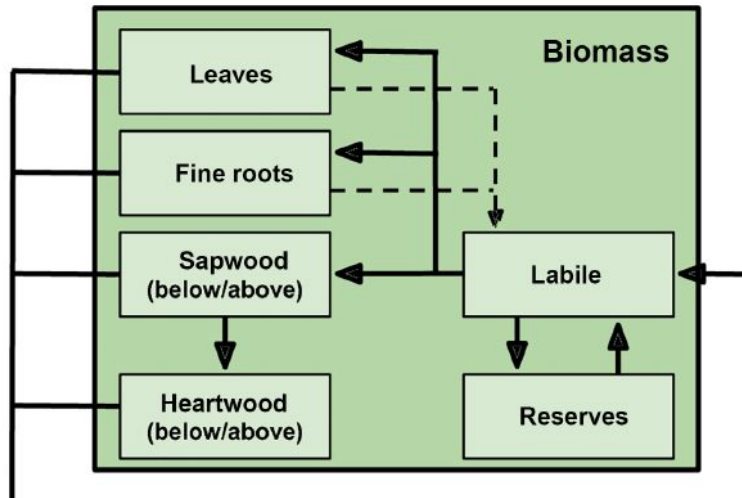 Biomass
Leaves
Fine roots
Sapwood
(below/above)
Labile
Heartwood
(below/above)
Reserves